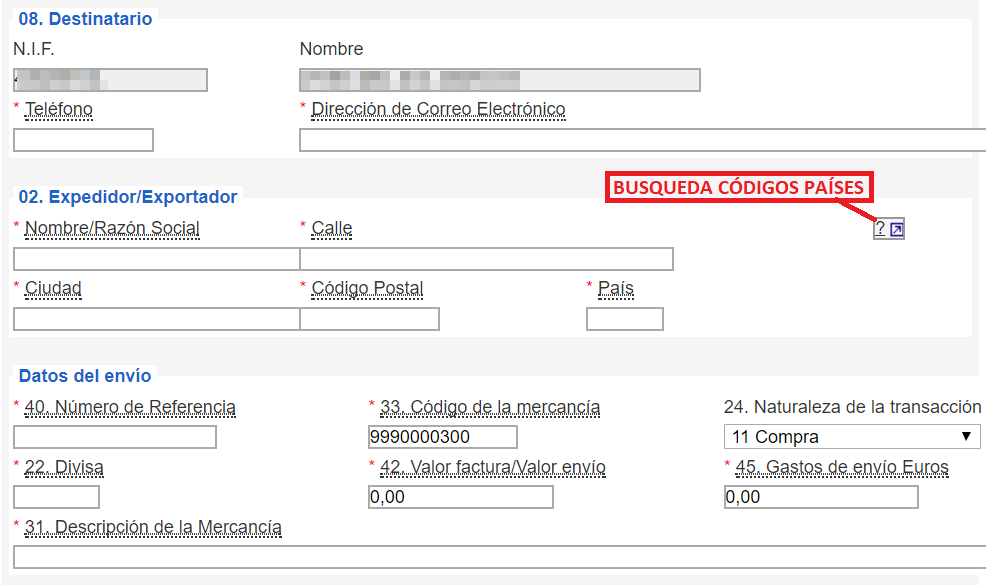 08. Destinatario
N.I.F. Nombre
* Teléfono * Dirección de Correo Electrónico
02. Expedidor/Exportador
BUSQUEDA CÓDIGOS PAÍSES
* Nombre/Razón Social * Calle ?
* Ciudad * Código Postal * País
Datos del envío
* 40. Número de Referencia * 33. Código de la mercancía 24. Naturaleza de la transacción
9990000300 11 Compra
* 22. Divisa * 42. Valor factura/Valor envío * 45. Gastos de envío Euros
0,00 0,00
* 31. Descripción de la Mercancía